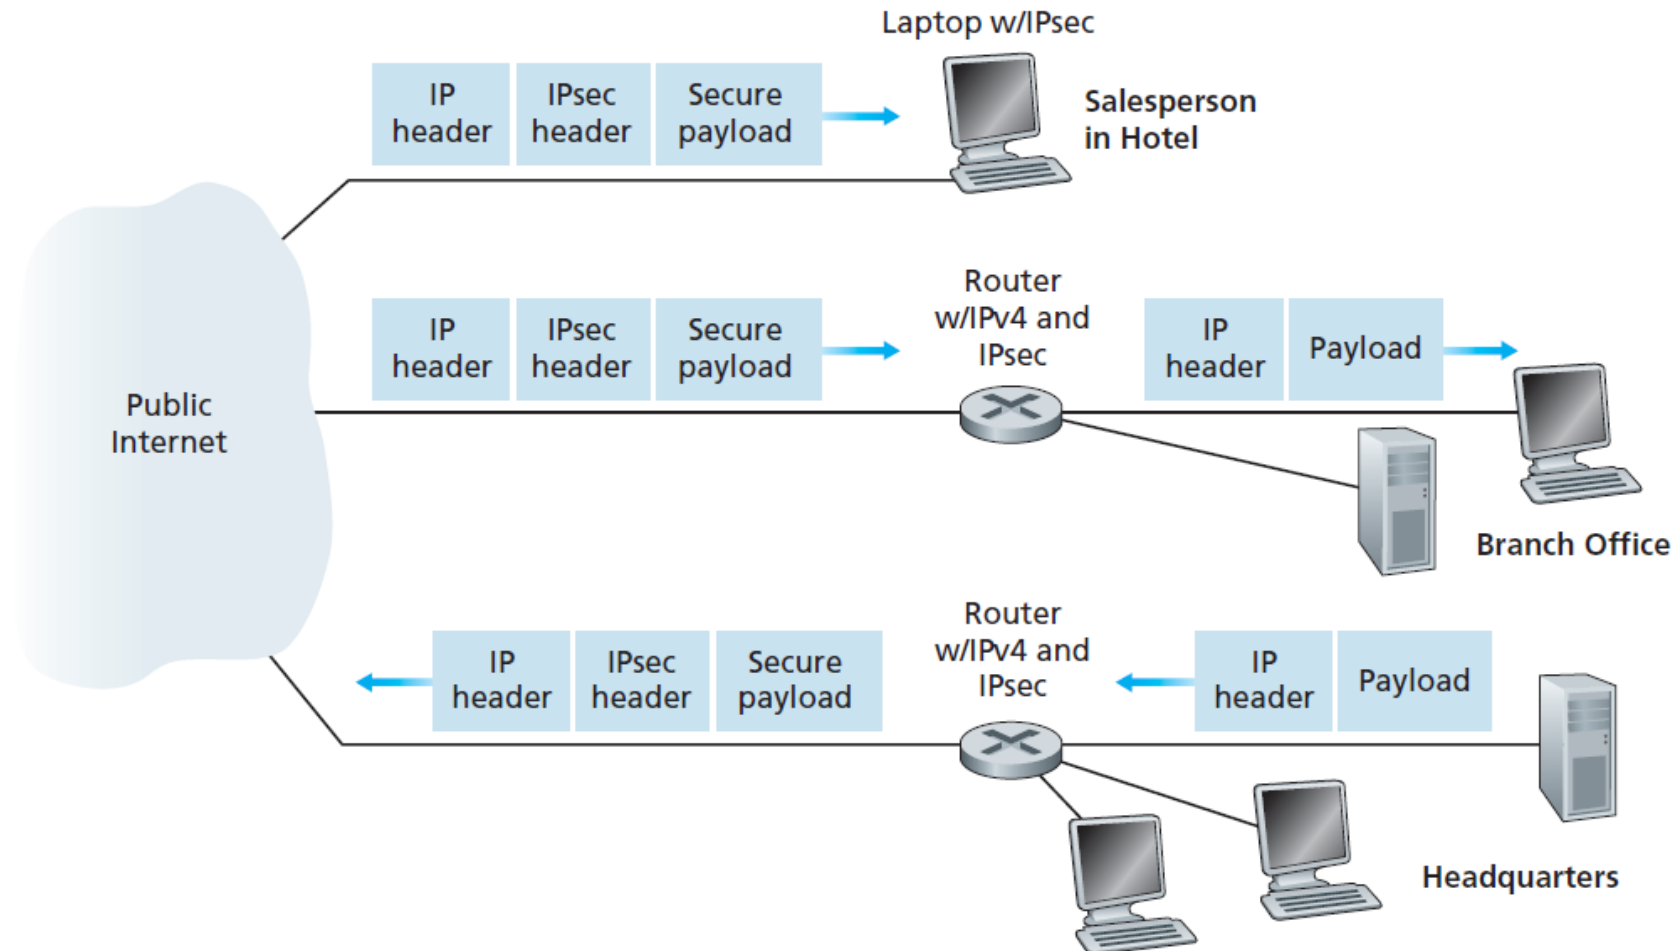 Laptop w/IPsec
IP
header
IPsec
header
Secure
payload
Salesperson
in Hotel
Public
Internet
IP
header
IPsec
header
Secure
payload
Router
w/IPv4 and
IPsec
IP
header
Payload
Branch Office
IP
header
IPsec
header
Secure
payload
Router
w/IPv4 and
IPsec
IP
header
Payload
Headquarters